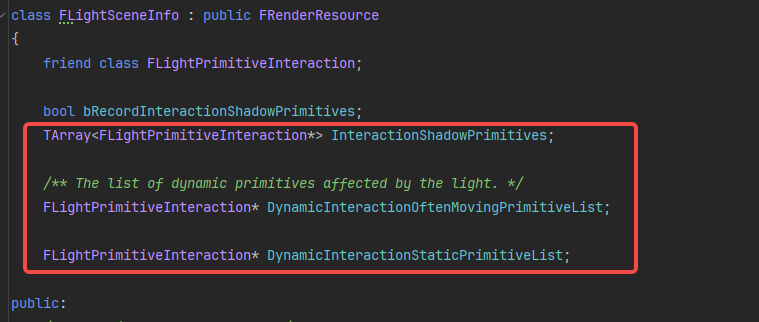 class FLightSceneInfo : public FRenderResource
{
friend class FLightPrimitiveInteraction;
bool bRecordInteractionShadowPrimitives;
TArray<FLightPrimitiveInteraction*> InteractionShadowPrimitives;
/** The list of dynamic primitives affected by the light. */
FLightPrimitiveInteraction* DynamicInteractionOftenMovingPrimitiveList;
FLightPrimitiveInteraction* DynamicInteractionStaticPrimitiveList;
public: